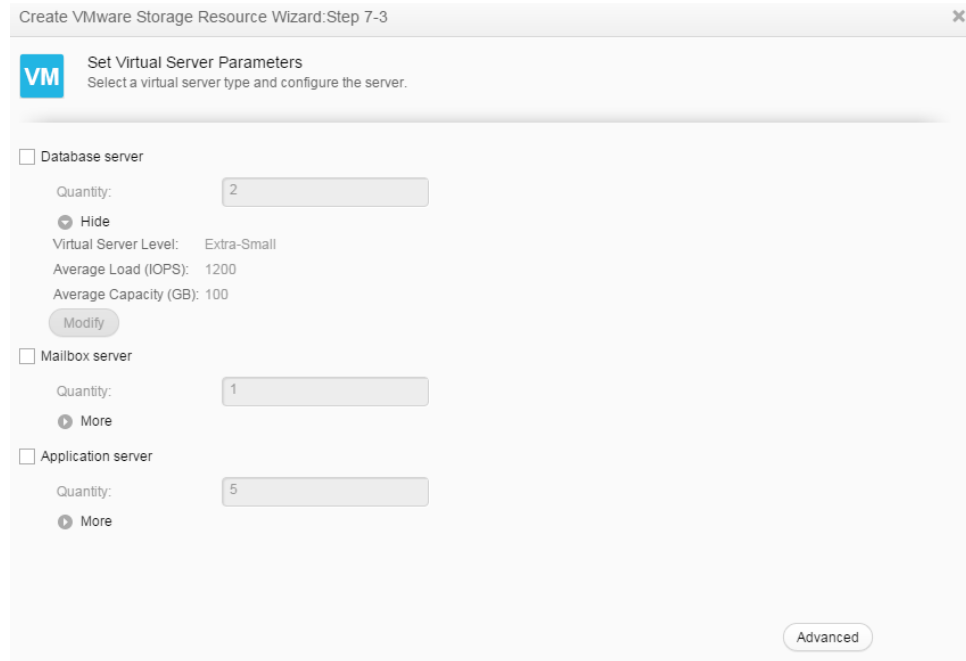 Create VMware Storage Resource Wizard:Step 7-3
VM
Set Virtual Server Parameters
Select a virtual server type and configure the server.
Database server
Quantity: 2
Hide
Virtual Server Level: Extra-Small
Average Load (IOPS): 1200
Average Capacity (GB): 100
Modify
Mailbox server
Quantity: 1
More
Application server
Quantity: 5
More
Advanced